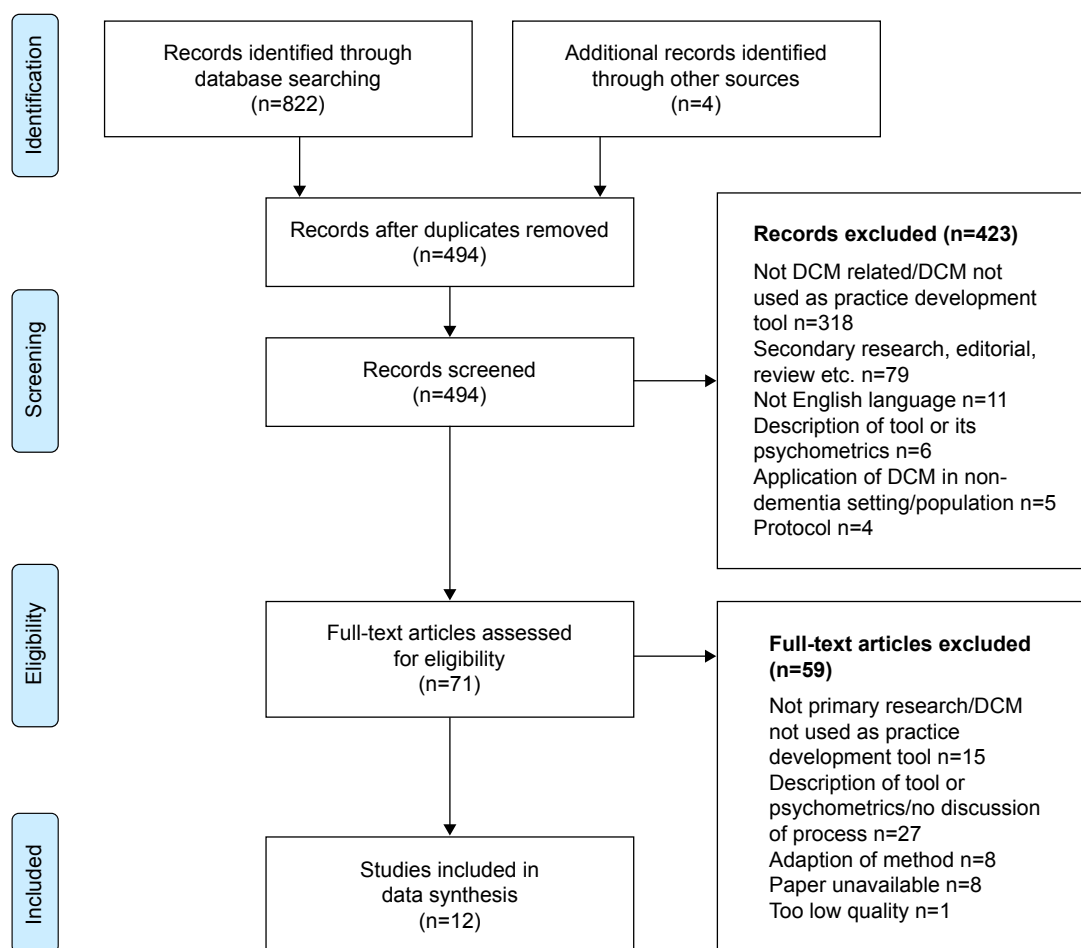 Identification
Records identified through
database searching
(n=822)
Additional records identified
through other sources
(n=4)
Records after duplicates removed
(n=494)
Screening
Records screened
(n=494)
Records excluded (n=423)
Not DCM related/DCM not
used as practice development
tool n=318
Secondary research, editorial,
review etc. n=79
Not English language n=11
Description of tool or its
psychometrics n=6
Application of DCM in non-
dementia setting/population n=5
Protocol n=4
Eligibility
Full-text articles assessed
for eligibility
(n=71)
Full-text articles excluded
(n=59)
Not primary research/DCM
not used as practice
development tool n=15
Description of tool or
psychometrics/no discussion
of process n=27
Adaption of method n=8
Paper unavailable n=8
Too low quality n=1
Included
Studies included in
data synthesis
(n=12)